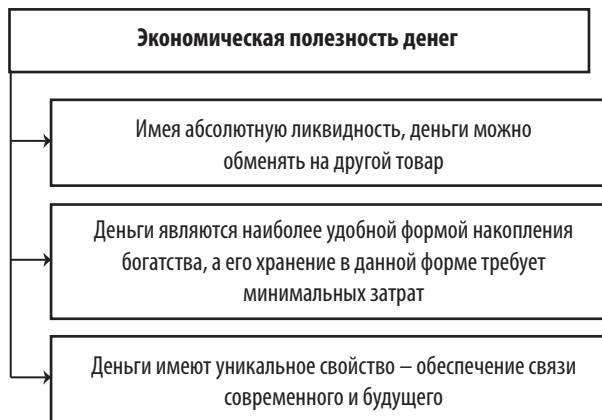 Экономическая полезность денег
Имея абсолютную ликвидность, деньги можно
обменять на другой товар
Деньги являются наиболее удобной формой накопления
богатства, а его хранение в данной форме требует
минимальных затрат
Деньги имеют уникальное свойство – обеспечение связи
современного и будущего